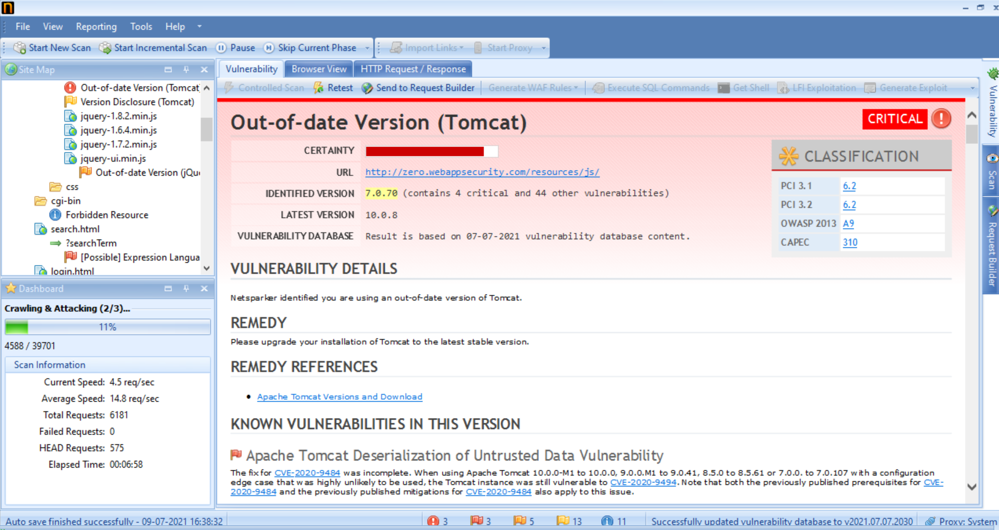 File View Reporting Tools Help
Start New Scan Start Incremental Scan Pause Skip Current Phase Import Links Start Proxy
Site Map
Out-of-date Version (Tomcat)
Version Disclosure (Tomcat)
jquery-1.8.2.min.js
jquery-1.6.4.min.js
jquery-1.7.2.min.js
jquery-ui.min.js
Out-of-date Version (jQue
css
cgi-bin
Forbidden Resource
search.html
?searchTerm
[Possible] Expression Langua
login.html
Dashboard
Crawling & Attacking (2/3)...
11%
4588 / 39701
Scan Information
Current Speed: 4.5 req/sec
Average Speed: 14.8 req/sec
Total Requests: 6181
Failed Requests: 0
HEAD Requests: 575
Elapsed Time: 00:06:58
Vulnerability Browser View HTTP Request / Response
Controlled Scan Retest Send to Request Builder Generate WAF Rules Execute SQL Commands Get Shell LFI Exploitation Generate Exploit
Out-of-date Version (Tomcat)
CRITICAL
CERTAINTY
URL http://zero.webappsecurity.com/resources/js/
IDENTIFIED VERSION 7.0.70 (contains 4 critical and 44 other vulnerabilities)
LATEST VERSION 10.0.8
VULNERABILITY DATABASE Result is based on 07-07-2021 vulnerability database content.
CLASSIFICATION
PCI 3.1 6.2
PCI 3.2 6.2
OWASP 2013 A9
CAPEC 310
VULNERABILITY DETAILS
Netsparker identified you are using an out-of-date version of Tomcat.
REMEDY
Please upgrade your installation of Tomcat to the latest stable version.
REMEDY REFERENCES
Apache Tomcat Versions and Download
KNOWN VULNERABILITIES IN THIS VERSION
Apache Tomcat Deserialization of Untrusted Data Vulnerability
The fix for CVE-2020-9484 was incomplete. When using Apache Tomcat 10.0.0-M1 to 10.0.0, 9.0.0.M1 to 9.0.41, 8.5.0 to 8.5.61 or 7.0.0. to 7.0.107 with a configuration
edge case that was highly unlikely to be used, the Tomcat instance was still vulnerable to CVE-2020-9494. Note that both the previously published prerequisites for CVE-
2020-9484 and the previously published mitigations for CVE-2020-9484 also apply to this issue.
Vulnerability
Scan
Request Builder
Auto save finished successfully - 09-07-2021 16:38:32 3 3 5 13 11 Successfully updated vulnerability database to v2021.07.07.2030 Proxy: System